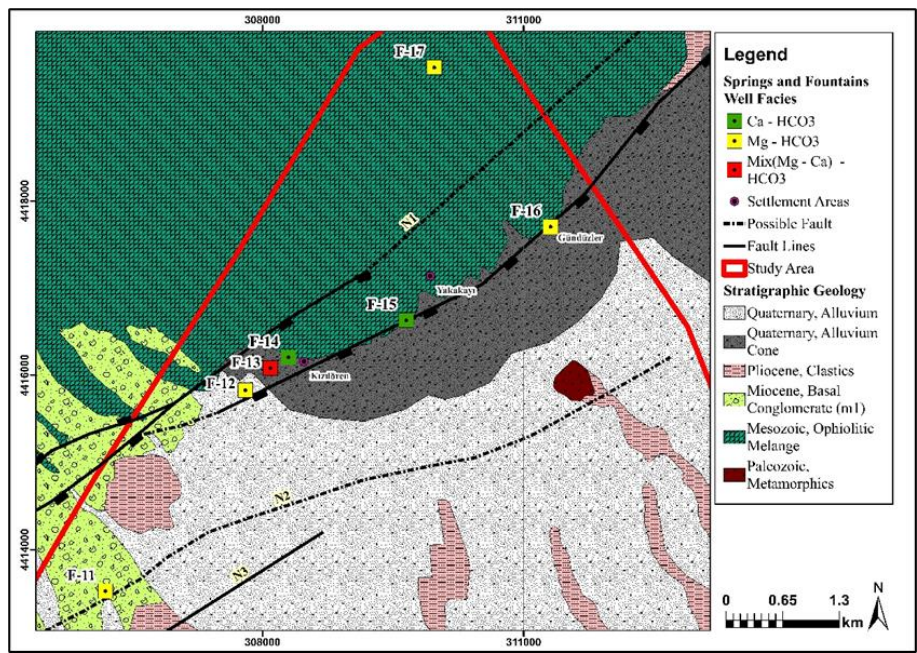 308000
311000
F-17
N1
4418000
F-16
Gündüzler
Yakakayı
F-15
F-14
F-13
Kızılören
F-12
4416000
N2
4414000
F-11
N3
308000
311000
Legend
Springs and Fountains
Well Facies
Ca - HCO3
Mg - HCO3
Mix(Mg - Ca) -
HCO3
Settlement Areas
Possible Fault
Fault Lines
Study Area
Stratigraphic Geology
Quaternary, Alluvium
Quaternary, Alluvium
Cone
Pliocene, Clastics
Miocene, Basal
Conglomerate (m1)
Mesozoic, Ophiolitic
Melange
Paleozoic,
Metamorphics
N
0 0.65 1.3
km